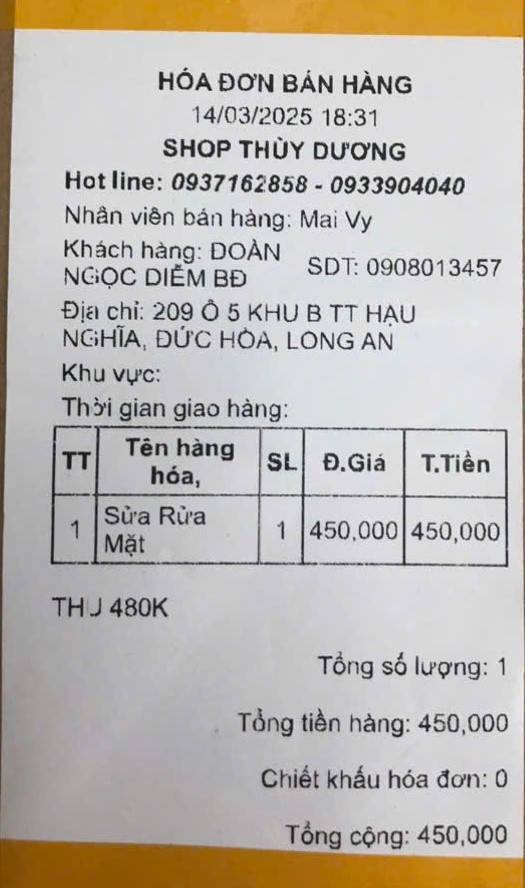 HÓA ĐƠN BÁN HÀNG
14/03/2025 18:31
SHOP THÙY DƯƠNG
Hot line: 0937162858 - 0933904040
Nhân viên bán hàng: Mai Vy
Khách hàng: ĐOÀN
NGỌC DIỄM BĐ
SDT: 0908013457
Địa chỉ: 209 Ô 5 KHU B TT HẬU
NGHĨA, ĐỨC HÒA, LONG AN
Khu vực:
Thời gian giao hàng:
TT Tên hàng hóa, SL Đ.Giá T.Tiền
1 Sửa Rửa Mặt 1 450,000 450,000
THU 480K
Tổng số lượng: 1
Tổng tiền hàng: 450,000
Chiết khấu hóa đơn: 0
Tổng cộng: 450,000